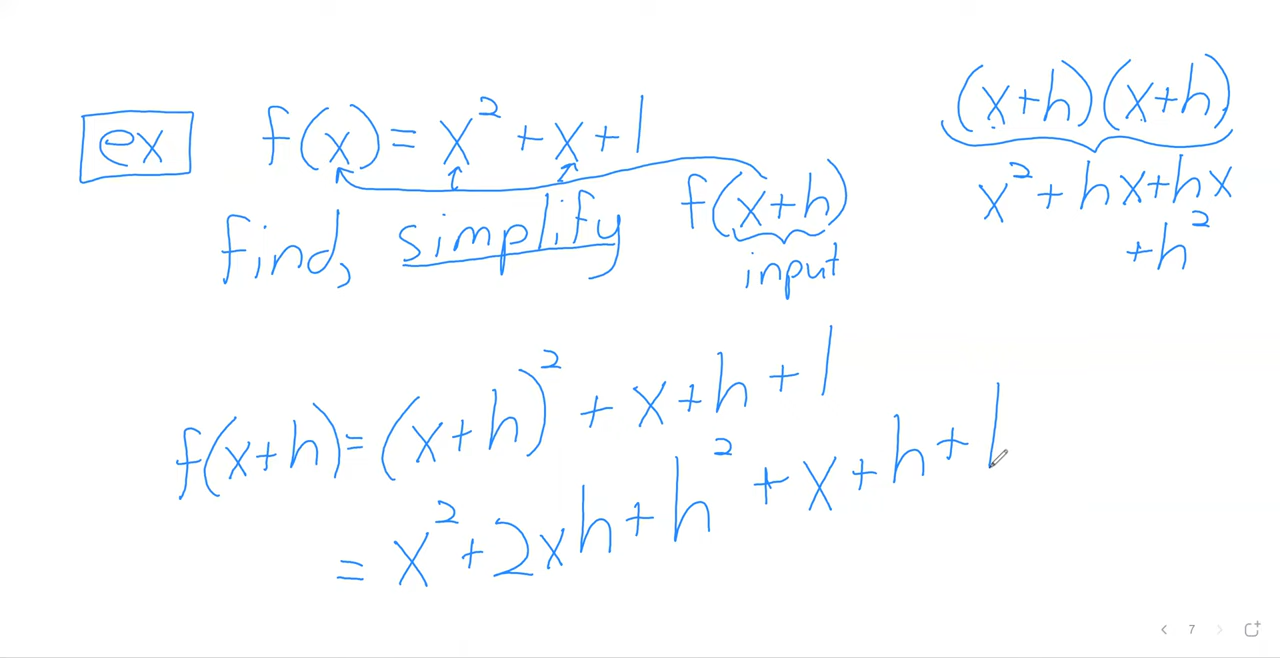 ex f(x) = x² + x + 1
find, simplify f(x+h)
input
(x+h)(x+h)
x² + hx + hx
+h²
f(x+h) = (x+h)² + x + h + 1
= x² + 2xh + h² + x + h + 1
7